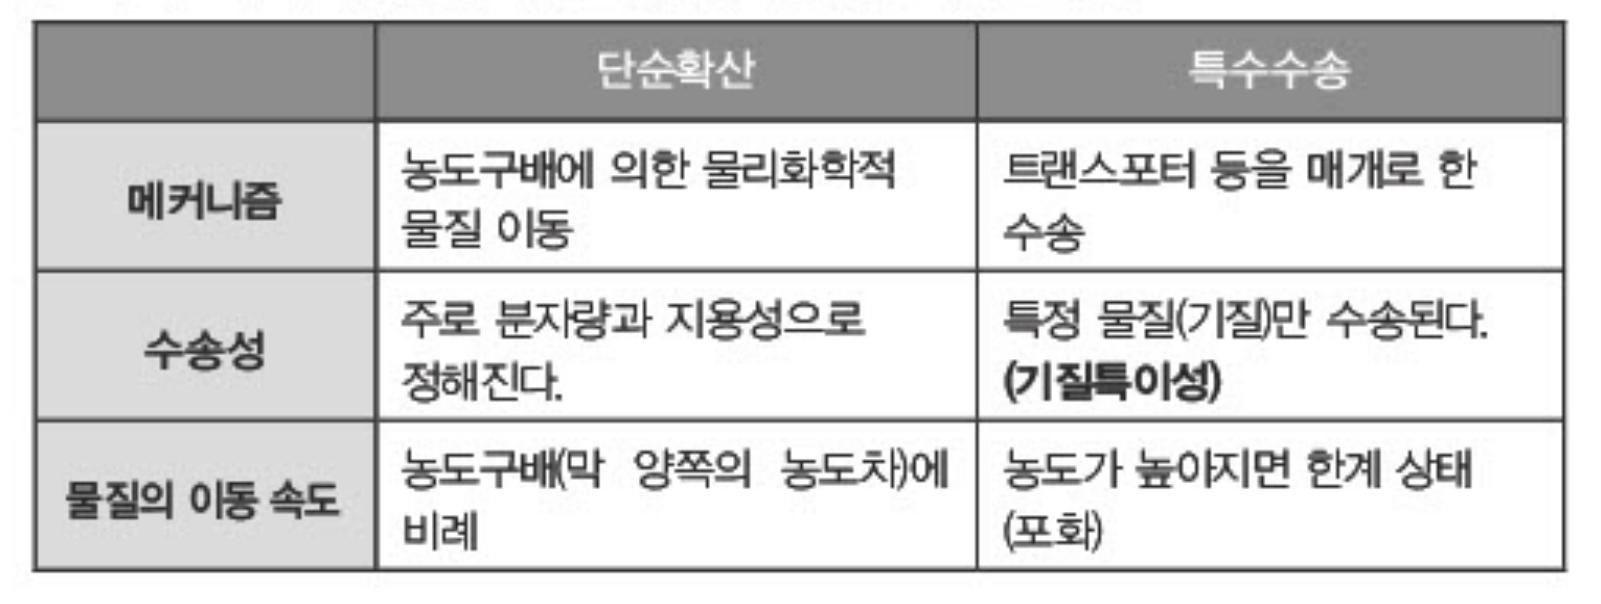 단순확산 특수수송
메커니즘
농도구배에 의한 물리화학적
물질 이동
트랜스포터 등을 매개로 한
수송
수송성
주로 분자량과 지용성으로
정해진다.
특정 물질(기질)만 수송된다.
(기질특이성)
물질의 이동 속도
농도구배(막 양쪽의 농도차)에
비례
농도가 높아지면 한계 상태
(포화)